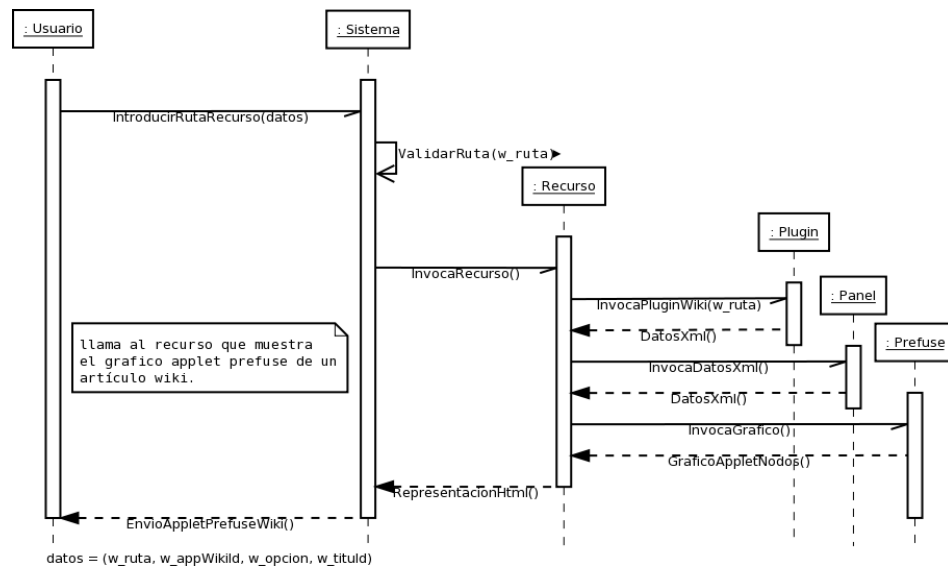 : Usuario
: Sistema
IntroducirRutaRecurso(datos)
ValidarRuta(w_ruta)
: Recurso
: Plugin
InvocaRecurso()
: Panel
InvocaPluginWiki(w_ruta)
DatosXml()
: Prefuse
llama al recurso que muestra
el grafico applet prefuse de un
artículo wiki.
InvocaDatosXml()
DatosXml()
InvocaGrafico()
GraficoAppletNodos()
RepresentacionHtml()
EnvioAppletPrefuseWiki()
datos = (w_ruta, w_appWikiId, w_opcion, w_tituId)